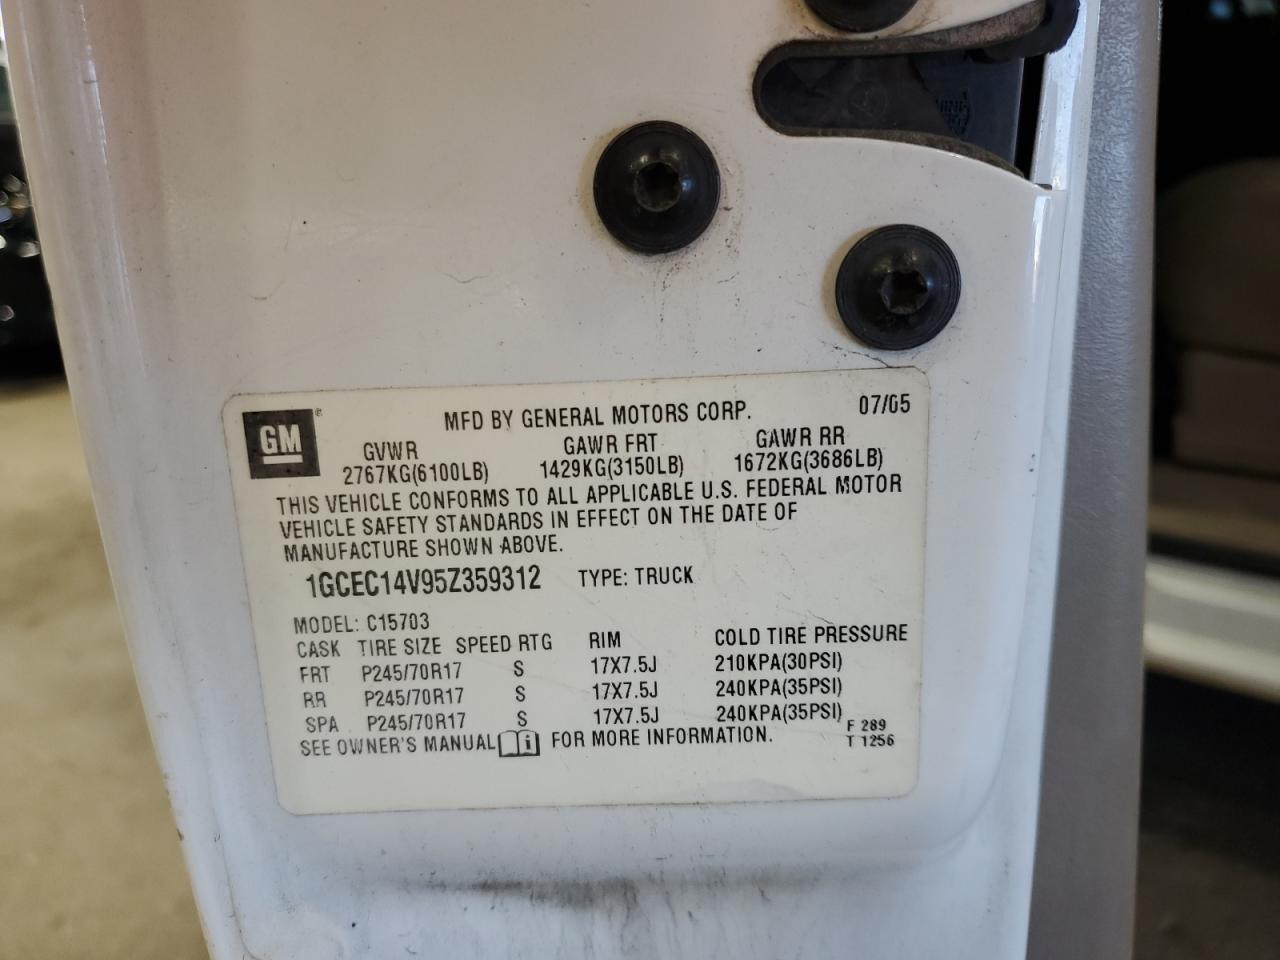 GM®
MFD BY GENERAL MOTORS CORP. 07/05
GVWR GAWR FRT GAWR RR
2767KG(6100LB) 1429KG(3150LB) 1672KG(3686LB)
THIS VEHICLE CONFORMS TO ALL APPLICABLE U.S. FEDERAL MOTOR
VEHICLE SAFETY STANDARDS IN EFFECT ON THE DATE OF
MANUFACTURE SHOWN ABOVE.
1GCEC14V95Z359312 TYPE: TRUCK
MODEL: C15703
CASK TIRE SIZE SPEED RTG RIM COLD TIRE PRESSURE
FRT P245/70R17 S 17X7.5J 210KPA(30PSI)
RR P245/70R17 S 17X7.5J 240KPA(35PSI)
SPA P245/70R17 S 17X7.5J 240KPA(35PSI)
SEE OWNER'S MANUAL i FOR MORE INFORMATION.
F 289
T 1256